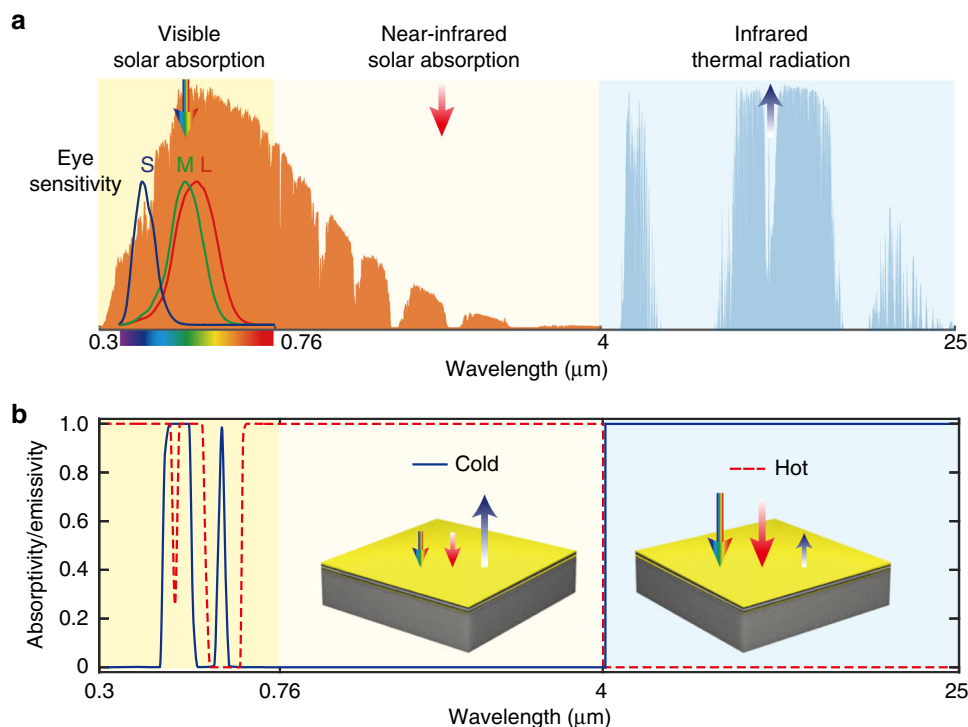 a
Visible
solar absorption
Near-infrared
solar absorption
Infrared
thermal radiation
Eye
sensitivity
S M L
0.3 0.76 4 25
Wavelength (μm)
b
Absorptivity/emissivity
1.0
0.8
0.6
0.4
0.2
0
Cold
Hot
0.3 0.76 4 25
Wavelength (μm)